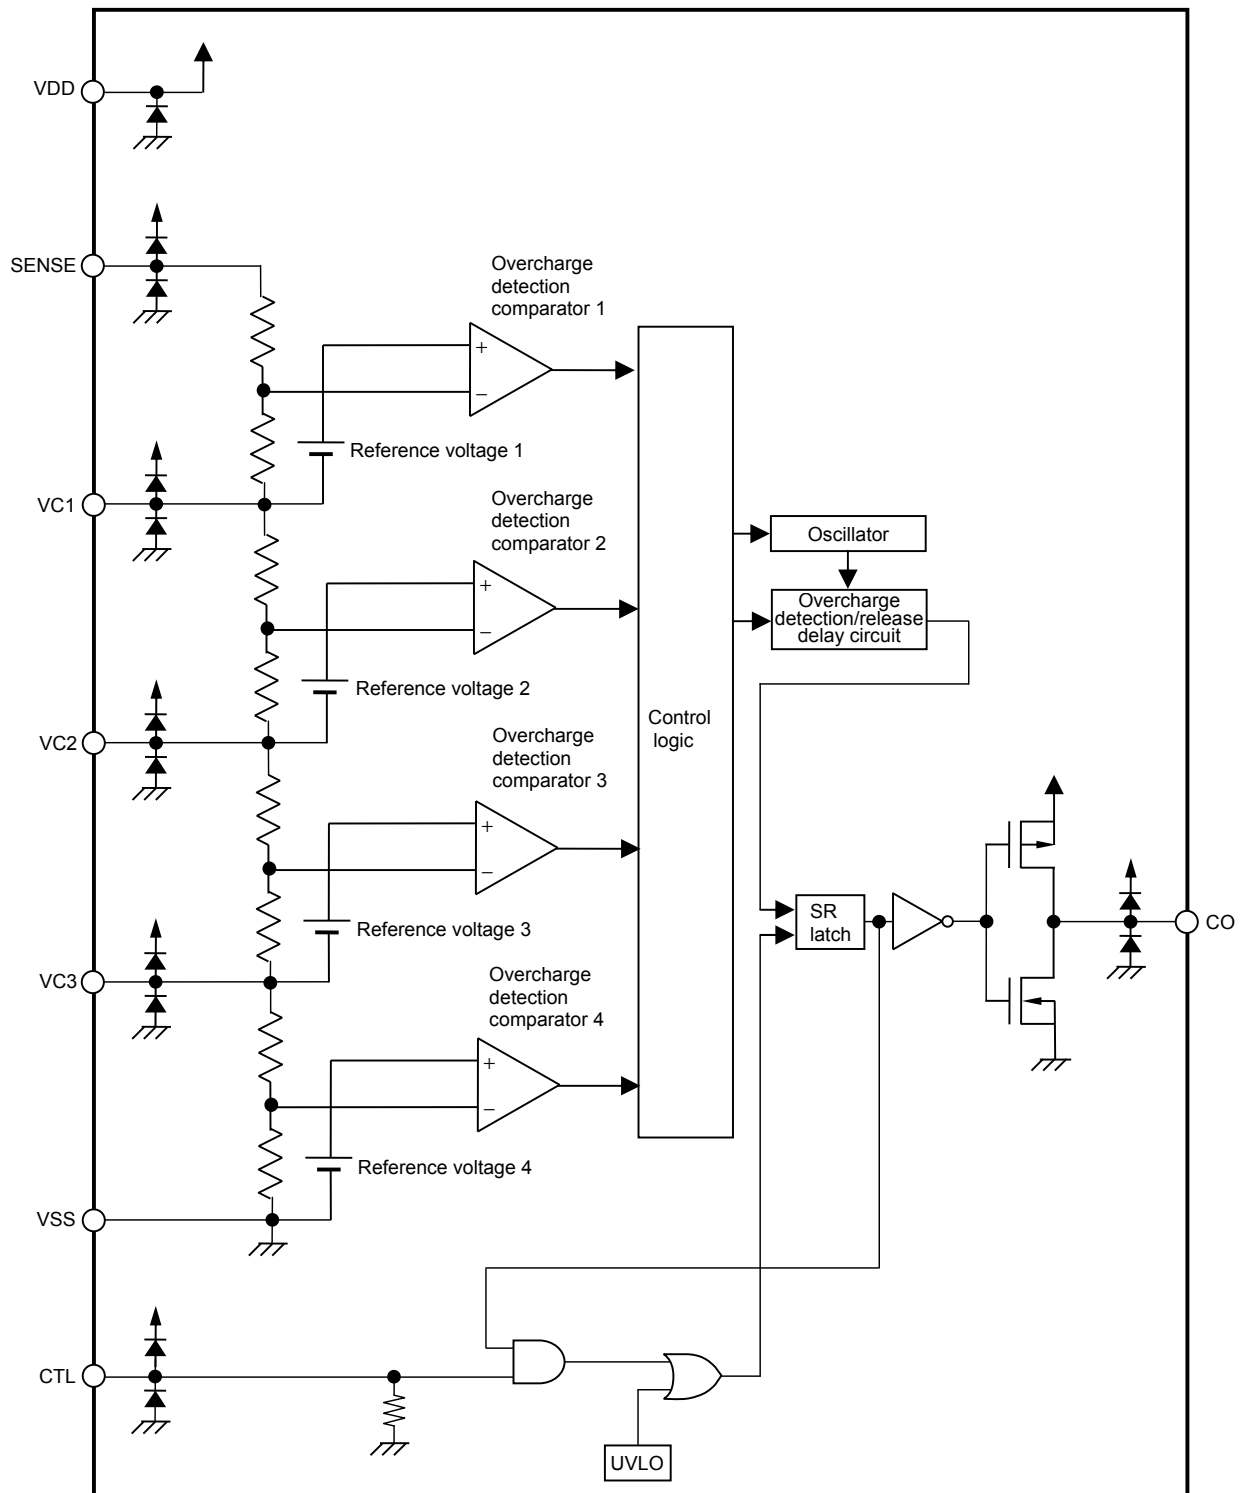 VDD
SENSE
Overcharge
detection
comparator 1
+
−
Reference voltage 1
VC1
Overcharge
detection
comparator 2
Oscillator
+
−
Overcharge
detection/release
delay circuit
Reference voltage 2
VC2
Control
logic
Overcharge
detection
comparator 3
+
−
Reference voltage 3
SR
latch
CO
VC3
Overcharge
detection
comparator 4
+
−
Reference voltage 4
VSS
CTL
UVLO